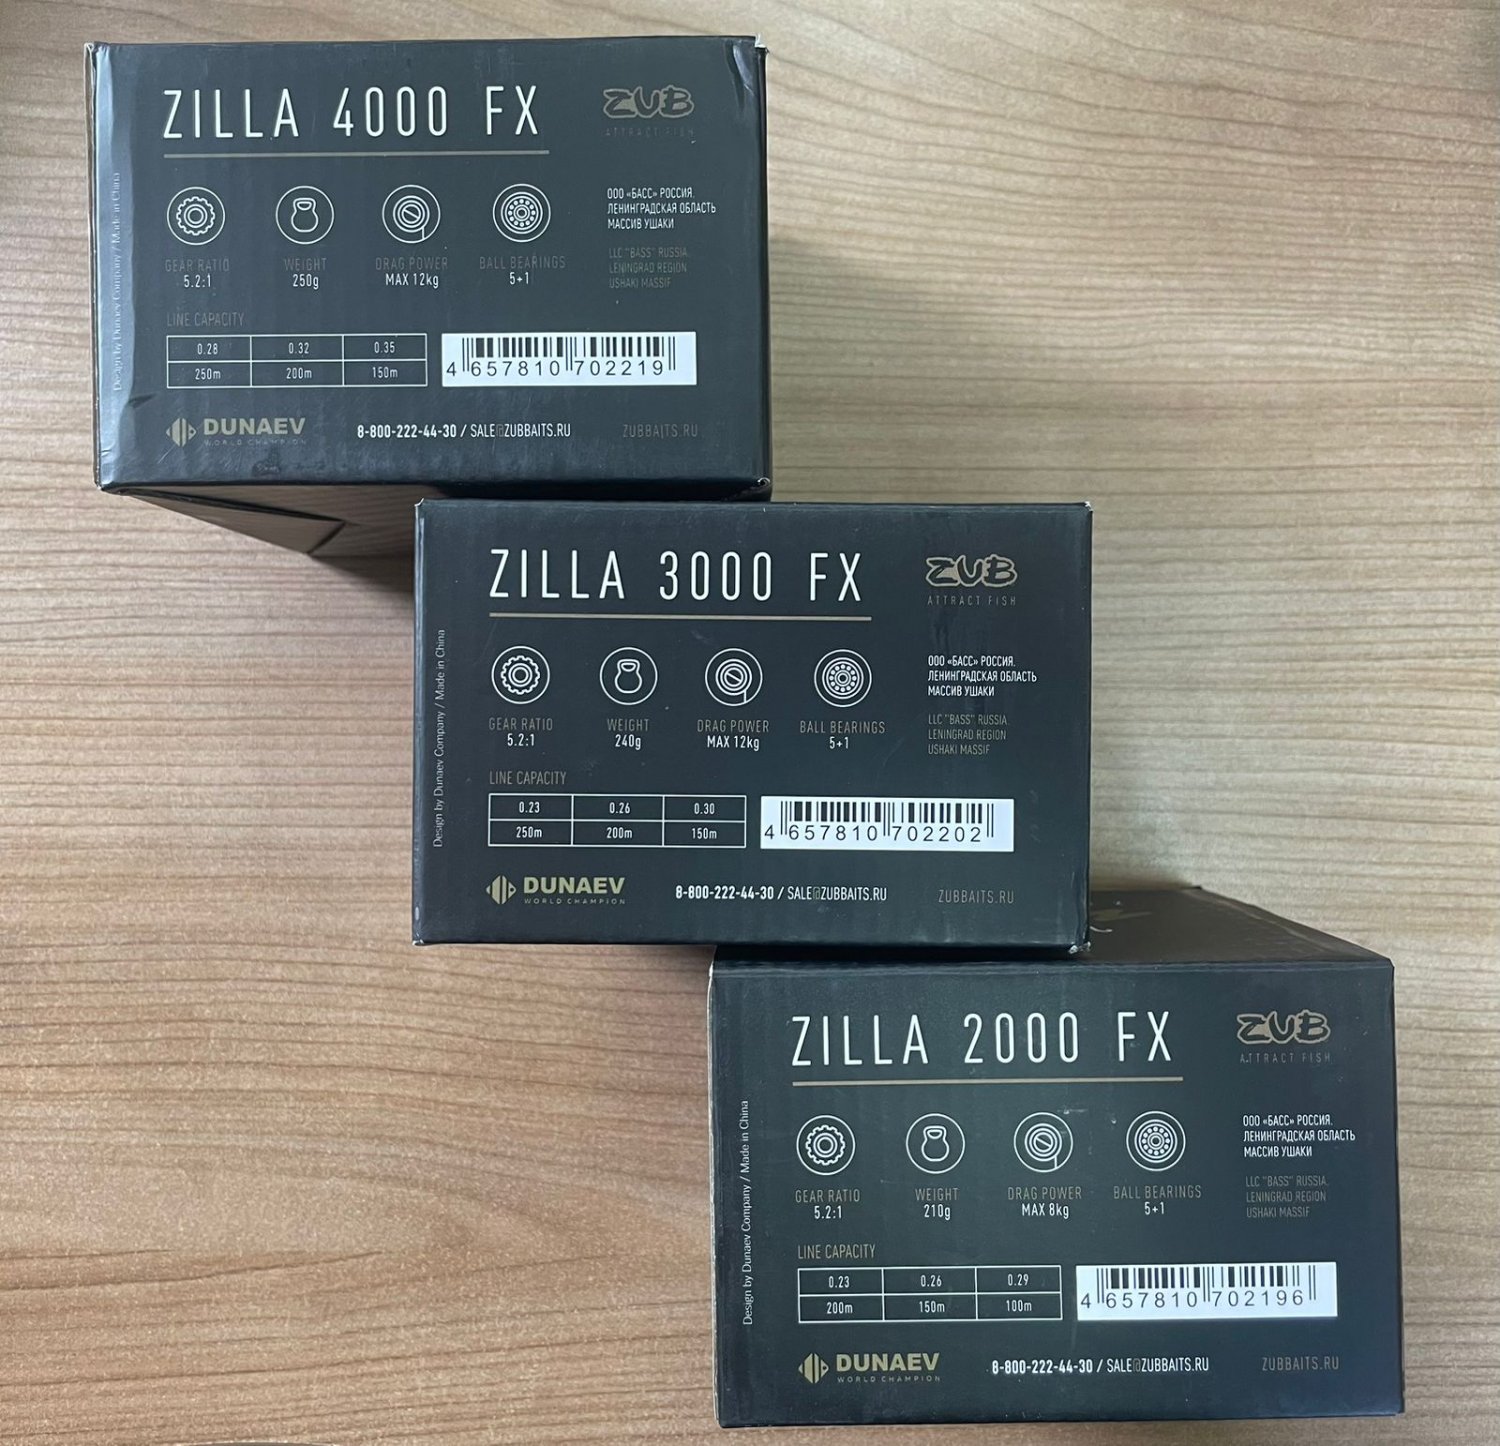 ZILLA 4000 FX
ZUB
ATTRACT FISH
GEAR RATIO
5.2:1
WEIGHT
250g
DRAG POWER
MAX 12kg
BALL BEARINGS
5+1
ООО «БАСС» РОССИЯ.
ЛЕНИНГРАДСКАЯ ОБЛАСТЬ
МАССИВ УШАКИ
LLC "BASS" RUSSIA.
LENINGRAD REGION
USHAKI MASSIF
LINE CAPACITY
0.28 0.32 0.35
250m 200m 150m
4 657810 702219
DUNAEV
WORLD CHAMPION
8-800-222-44-30 / SALE@ZUBBAITS.RU
ZUBBAITS.RU
Design by Dunaev Company / Made in China
ZILLA 3000 FX
ZUB
ATTRACT FISH
GEAR RATIO
5.2:1
WEIGHT
240g
DRAG POWER
MAX 12kg
BALL BEARINGS
5+1
ООО «БАСС» РОССИЯ.
ЛЕНИНГРАДСКАЯ ОБЛАСТЬ
МАССИВ УШАКИ
LLC "BASS" RUSSIA.
LENINGRAD REGION
USHAKI MASSIF
LINE CAPACITY
0.23 0.26 0.30
250m 200m 150m
4 657810 702202
DUNAEV
WORLD CHAMPION
8-800-222-44-30 / SALE@ZUBBAITS.RU
ZUBBAITS.RU
Design by Dunaev Company / Made in China
ZILLA 2000 FX
ZUB
ATTRACT FISH
GEAR RATIO
5.2:1
WEIGHT
210g
DRAG POWER
MAX 8kg
BALL BEARINGS
5+1
ООО «БАСС» РОССИЯ.
ЛЕНИНГРАДСКАЯ ОБЛАСТЬ
МАССИВ УШАКИ
LLC "BASS" RUSSIA.
LENINGRAD REGION
USHAKI MASSIF
LINE CAPACITY
0.23 0.26 0.29
200m 150m 100m
4 657810 702196
DUNAEV
WORLD CHAMPION
8-800-222-44-30 / SALE@ZUBBAITS.RU
ZUBBAITS.RU
Design by Dunaev Company / Made in China